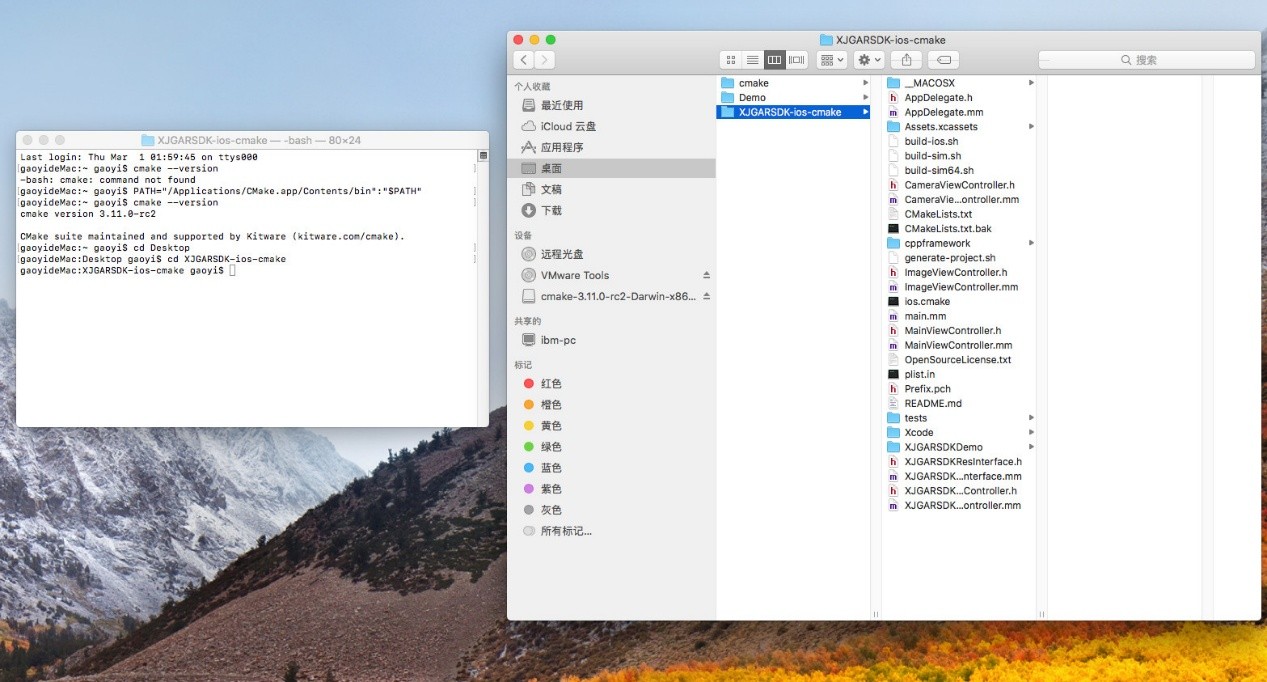 XJGARSDK-ios-cmake — -bash — 80×24
Last login: Thu Mar  1 01:59:45 on ttys000
[gaoyideMac:~ gaoyi$ cmake --version ]
-bash: cmake: command not found
[gaoyideMac:~ gaoyi$ PATH="/Applications/CMake.app/Contents/bin":"$PATH" ]
[gaoyideMac:~ gaoyi$ cmake --version ]
cmake version 3.11.0-rc2
CMake suite maintained and supported by Kitware (kitware.com/cmake).
[gaoyideMac:~ gaoyi$ cd Desktop ]
[gaoyideMac:Desktop gaoyi$ cd XJGARSDK-ios-cmake ]
gaoyideMac:XJGARSDK-ios-cmake gaoyi$
XJGARSDK-ios-cmake
搜索
个人收藏
最近使用
iCloud 云盘
应用程序
桌面
文稿
下载
设备
远程光盘
VMware Tools
cmake-3.11.0-rc2-Darwin-x86...
共享的
ibm-pc
标记
红色
橙色
黄色
绿色
蓝色
紫色
灰色
所有标记...
cmake
Demo
XJGARSDK-ios-cmake
__MACOSX
AppDelegate.h
AppDelegate.mm
Assets.xcassets
build-ios.sh
build-sim.sh
build-sim64.sh
CameraViewController.h
CameraVie...ontroller.mm
CMakeLists.txt
CMakeLists.txt.bak
cppframework
generate-project.sh
ImageViewController.h
ImageViewController.mm
ios.cmake
main.mm
MainViewController.h
MainViewController.mm
OpenSourceLicense.txt
plist.in
Prefix.pch
README.md
tests
Xcode
XJGARSDKDemo
XJGARSDKResInterface.h
XJGARSDK...nterface.mm
XJGARSDK...Controller.h
XJGARSDK...ontroller.mm